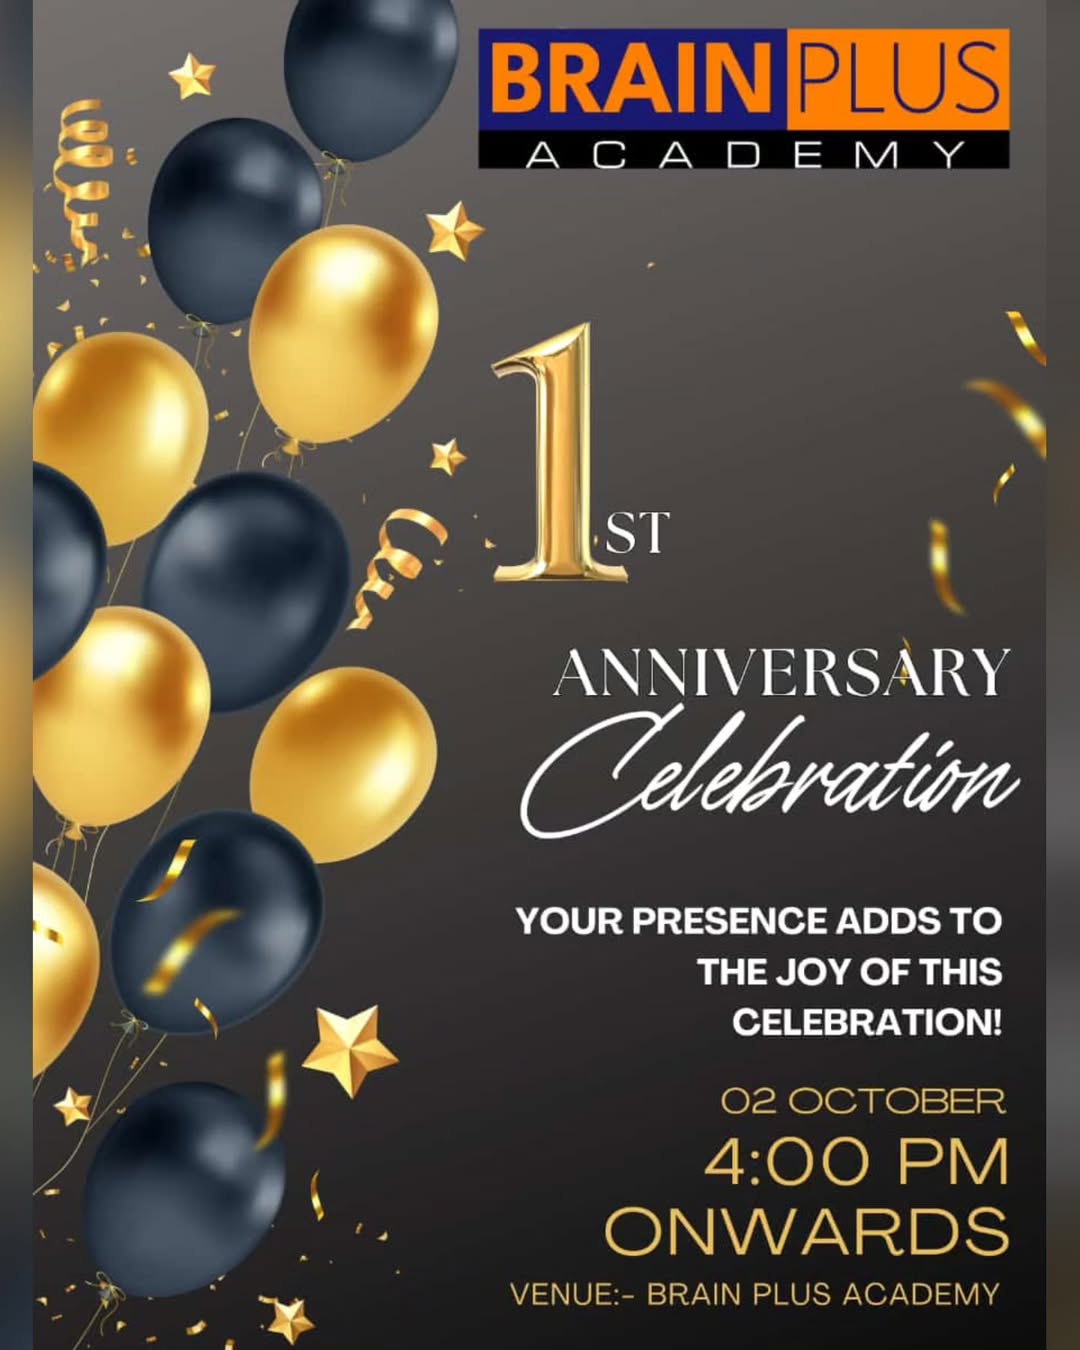 BRAIN PLUS
ACADEMY
1ST
ANNIVERSARY
Celebration
YOUR PRESENCE ADDS TO
THE JOY OF THIS
CELEBRATION!
02 OCTOBER
4:00 PM
ONWARDS
VENUE:- BRAIN PLUS ACADEMY